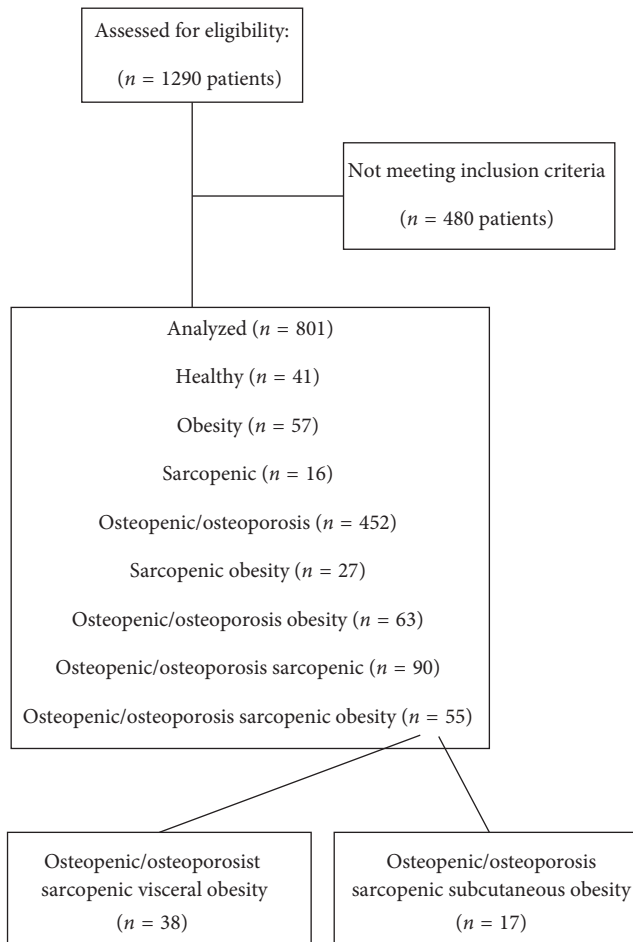 Assessed for eligibility:
(n = 1290 patients)
Not meeting inclusion criteria
(n = 480 patients)
Analyzed (n = 801)
Healthy (n = 41)
Obesity (n = 57)
Sarcopenic (n = 16)
Osteopenic/osteoporosis (n = 452)
Sarcopenic obesity (n = 27)
Osteopenic/osteoporosis obesity (n = 63)
Osteopenic/osteoporosis sarcopenic (n = 90)
Osteopenic/osteoporosis sarcopenic obesity (n = 55)
Osteopenic/osteoporosist
sarcopenic visceral obesity
(n = 38)
Osteopenic/osteoporosis
sarcopenic subcutaneous obesity
(n = 17)